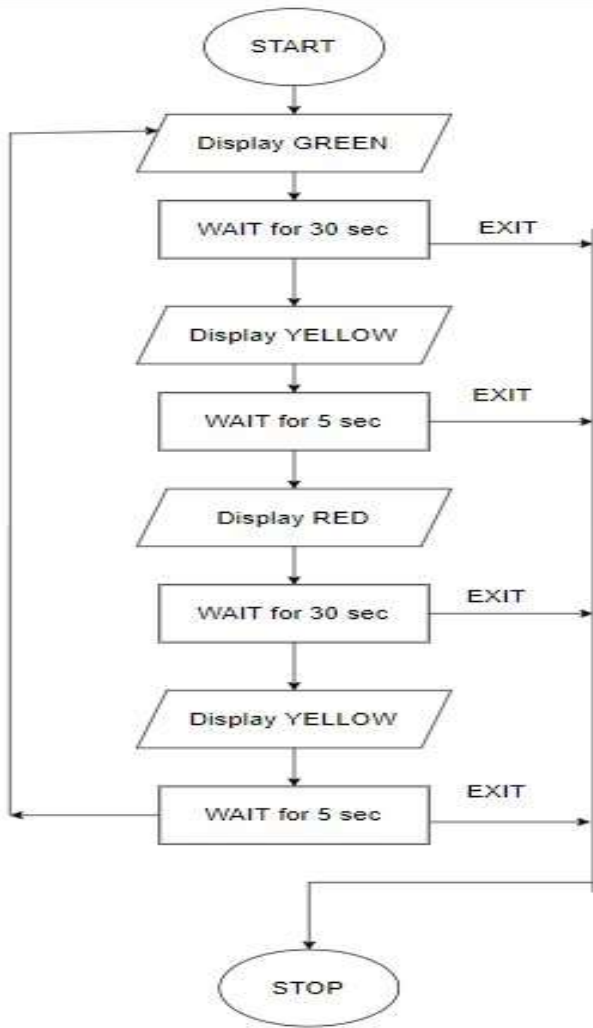 START
Display GREEN
WAIT for 30 sec
EXIT
Display YELLOW
WAIT for 5 sec
EXIT
Display RED
WAIT for 30 sec
EXIT
Display YELLOW
WAIT for 5 sec
EXIT
STOP